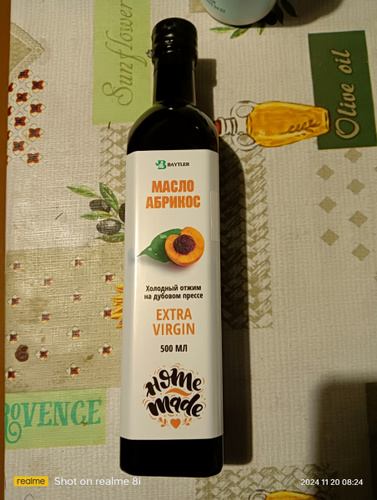 Sunflower
Olive oil
BAYTLER
МАСЛО
АБРИКОС
Холодный отжим
на дубовом прессе
EXTRA
VIRGIN
500 МЛ
Home
made
PROVENCE
realme Shot on realme 8i
2024 11 20 08:24